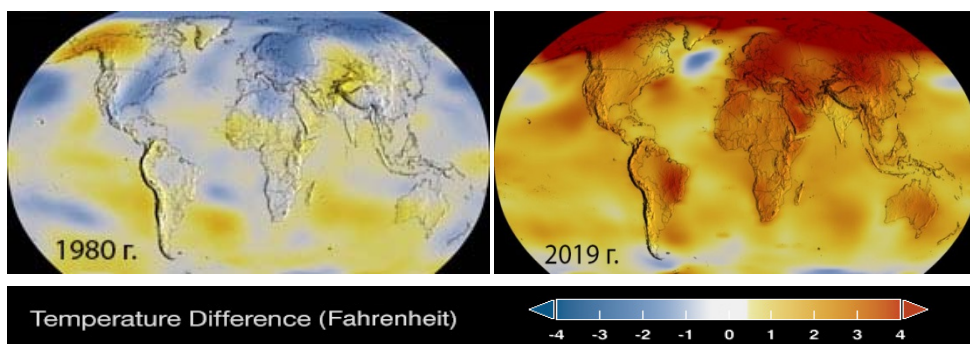 1980 г.
2019 г.
Temperature Difference (Fahrenheit)
-4 -3 -2 -1 0 1 2 3 4